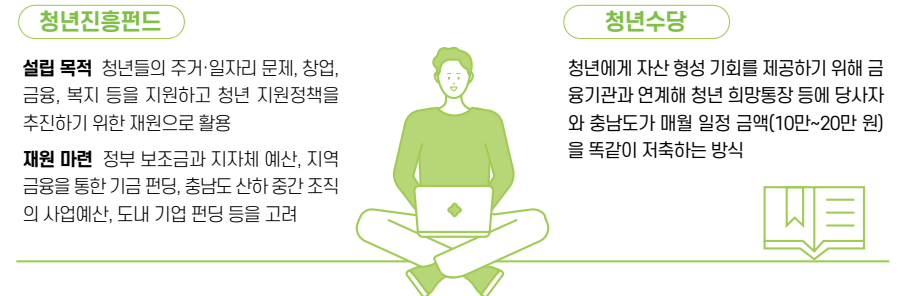 청년진흥펀드
설립 목적 청년들의 주거·일자리 문제, 창업,
금융, 복지 등을 지원하고 청년 지원정책을
추진하기 위한 재원으로 활용
재원 마련 정부 보조금과 지자체 예산, 지역
금융을 통한 기금 펀딩, 충남도 산하 중간 조직
의 사업예산, 도내 기업 펀딩 등을 고려
청년수당
청년에게 자산 형성 기회를 제공하기 위해 금
융기관과 연계해 청년 희망통장 등에 당사자
와 충남도가 매월 일정 금액(10만~20만 원)
을 똑같이 저축하는 방식